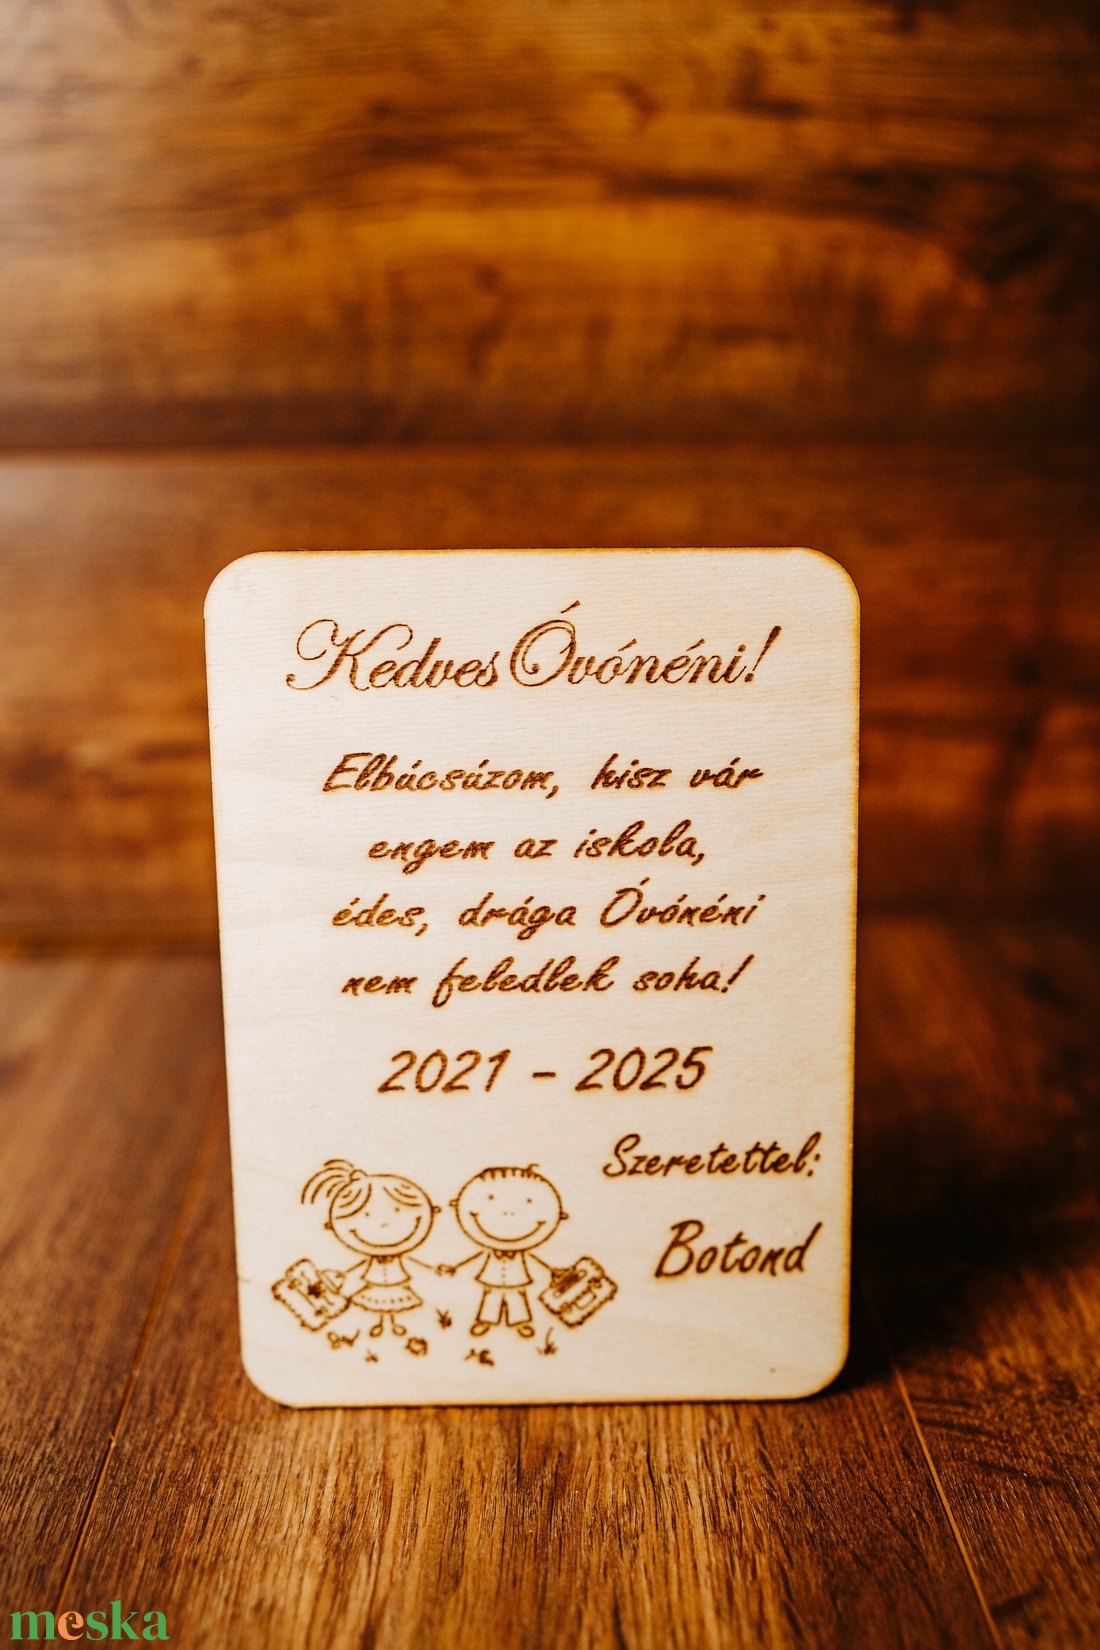 Kedves Óvónéni!
Elbúcsúzom, hisz vár
engem az iskola,
édes, drága Óvónéni
nem feledlek soha!
2021 - 2025
Szeretettel:
Botond
meska